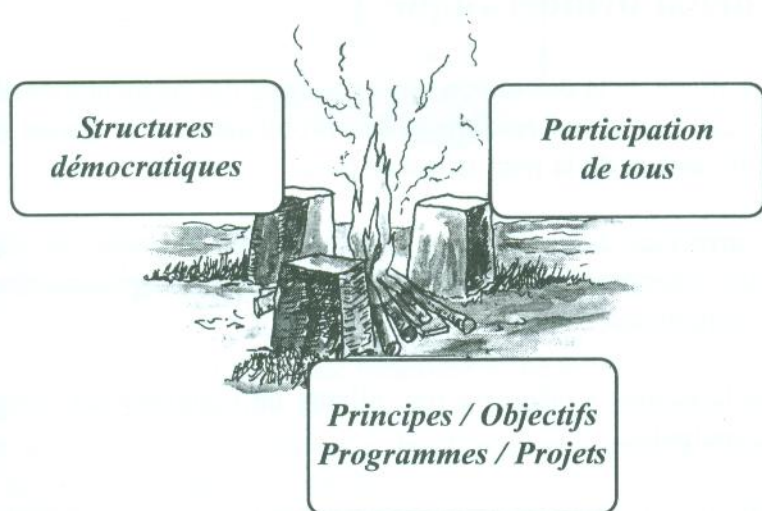 Structures
démocratiques
Participation
de tous
Principes / Objectifs
Programmes / Projets